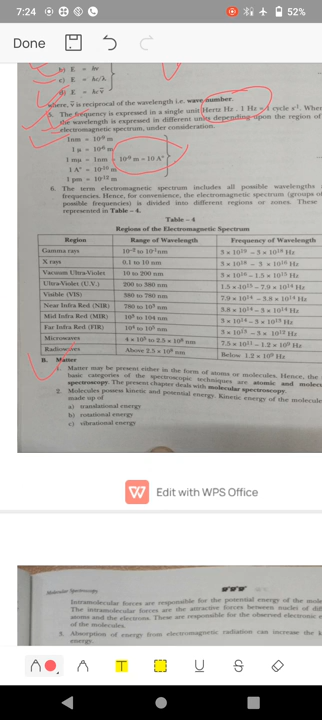 7:24
52%
Done
b) E = hv
c) E = hc/λ
d) E = hcν̅
where, ν̅ is reciprocal of the wavelength i.e. wave number.
5. The frequency is expressed in a single unit Hertz Hz . 1 Hz = 1 cycle s⁻¹. When
the wavelength is expressed in different units depending upon the region of
electromagnetic spectrum, under consideration.
1nm = 10⁻⁹ m
1 μ = 10⁻⁶ m
1 mμ = 1nm = 10⁻⁹ m = 10 A°
1 A° = 10⁻¹⁰ m
1 pm = 10⁻¹² m
6. The term electromagnetic spectrum includes all possible wavelengths
frequencies. Hence, for convenience, the electromagnetic spectrum (groups of
possible frequencies) is divided into different regions or zones. These
represented in Table – 4.
Table – 4
Regions of the Electromagnetic Spectrum
Region Range of Wavelength Frequency of Wavelength
Gamma rays
X rays 0.1 to 10 nm
Vacuum Ultra-Violet 10 to 200 nm
Ultra-Violet (U.V.) 200 to 380 nm
Visible (VIS) 380 to 780 nm
Near Infra Red (NIR)
Mid Infra Red (MIR)
Far Infra Red (FIR)
Microwaves
Radiowaves Below 1.2 × 10⁹ Hz
B. Matter
1. Matter may be present either in the form of atoms or molecules. Hence, the
basic categories of the spectroscopic techniques are atomic and molec
spectroscopy. The present chapter deals with molecular spectroscopy.
2. Molecules possess kinetic and potential energy. Kinetic energy of the molecule
made up of
a) translational energy
b) rotational energy
c) vibrational energy
Edit with WPS Office
Molecular Spectroscopy
Intramolecular forces are responsible for the potential energy of the mole
The intramolecular forces are the attractive forces between nuclei of dif
atoms and the electrons. These are responsible for the observed electronic e
of the molecules.
3. Absorption of energy from electromagnetic radiation can increase the k
energy.